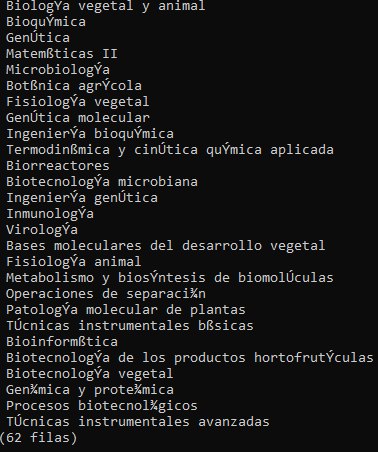 BiologÝa vegetal y animal
BioquÝmica
GenÚtica
Matemßticas II
MicrobiologÝa
Botßnica agrÝcola
FisiologÝa vegetal
GenÚtica molecular
IngenierÝa bioquÝmica
Termodinßmica y cinÚtica quÝmica aplicada
Biorreactores
BiotecnologÝa microbiana
IngenierÝa genÚtica
InmunologÝa
VirologÝa
Bases moleculares del desarrollo vegetal
FisiologÝa animal
Metabolismo y biosÝntesis de biomolÚculas
Operaciones de separaci¾n
PatologÝa molecular de plantas
TÚcnicas instrumentales bßsicas
Bioinformßtica
BiotecnologÝa de los productos hortofrutÝculas
BiotecnologÝa vegetal
Gen¾mica y prote¾mica
Procesos biotecnol¾gicos
TÚcnicas instrumentales avanzadas
(62 filas)